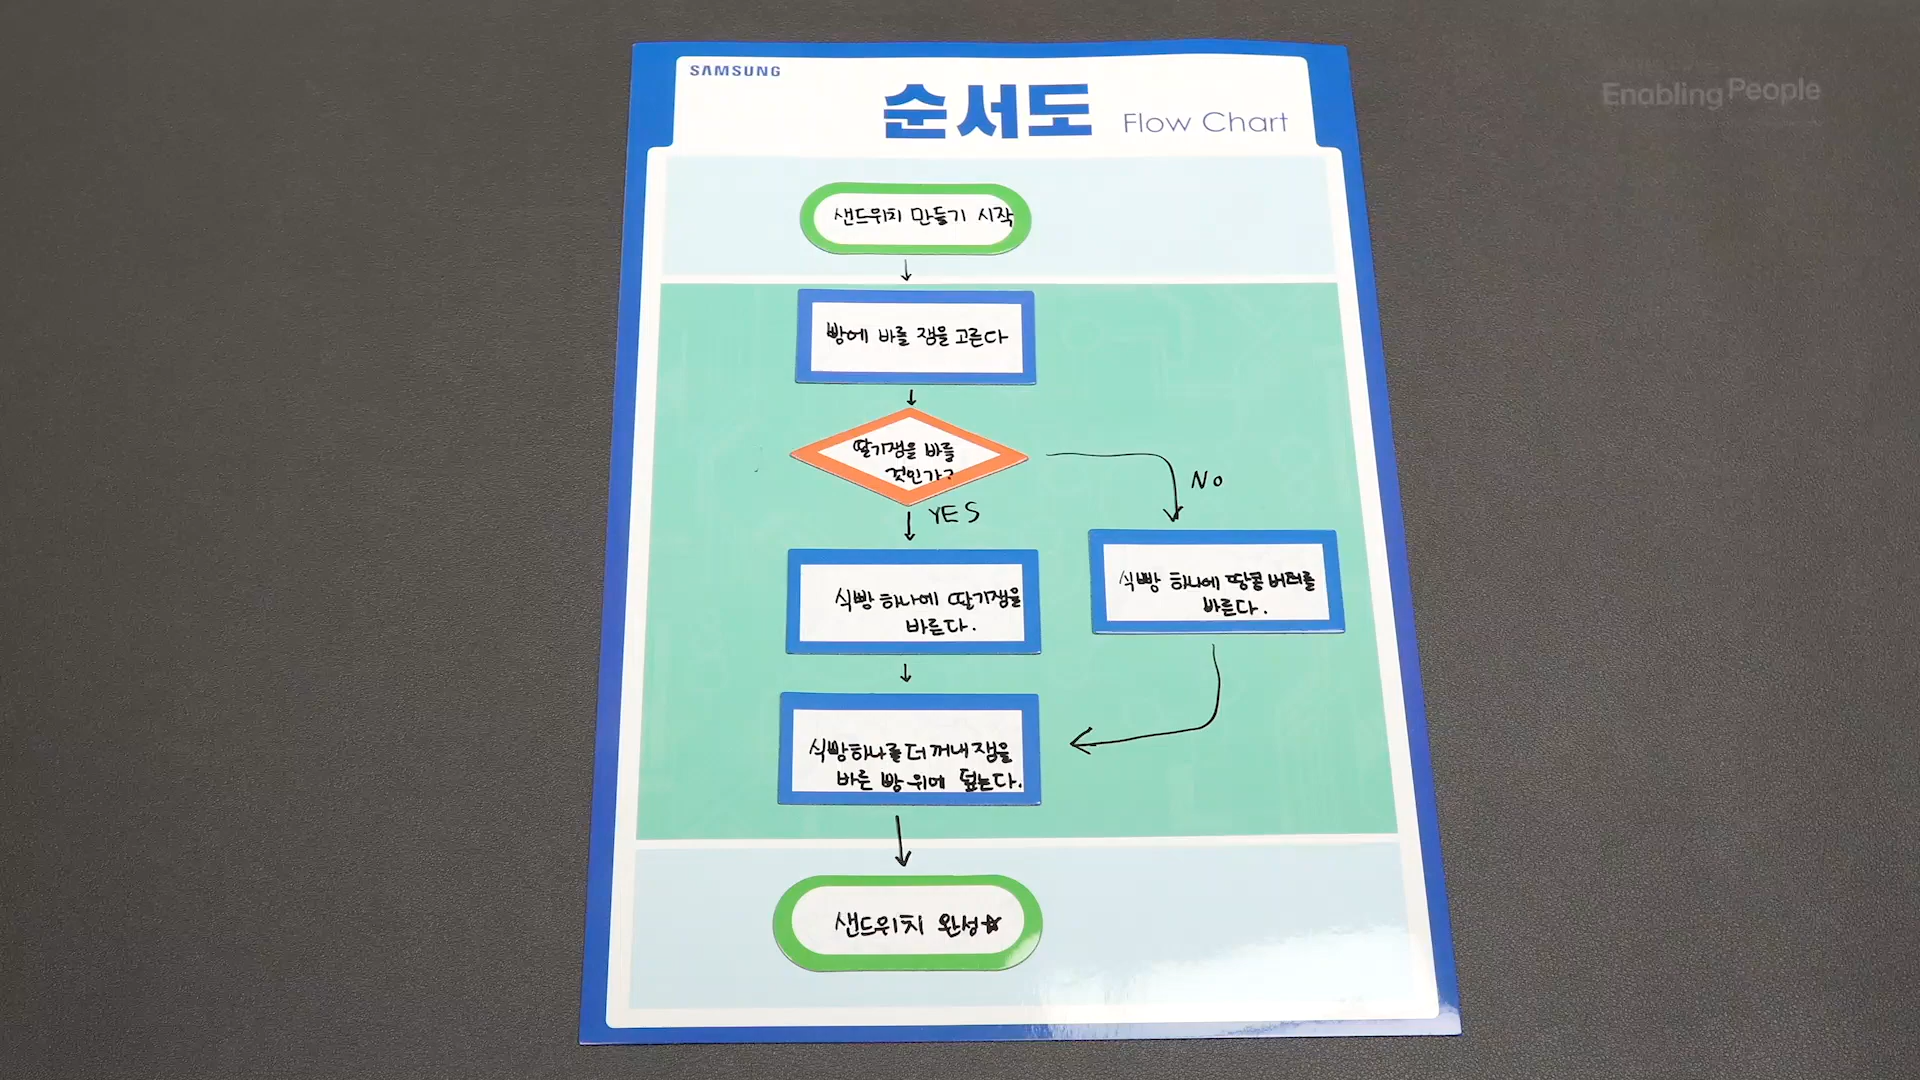 SAMSUNG
Enabling People
순서도 Flow Chart
샌드위치 만들기 시작
빵에 바를 잼을 고른다
딸기잼을 바를
것인가?
NO
YES
식빵 하나에 딸기잼을
바른다.
식빵 하나에 땅콩버터를
바른다.
식빵하나를 더 꺼내 잼을
바른 빵 위에 덮는다.
샌드위치 완성☆